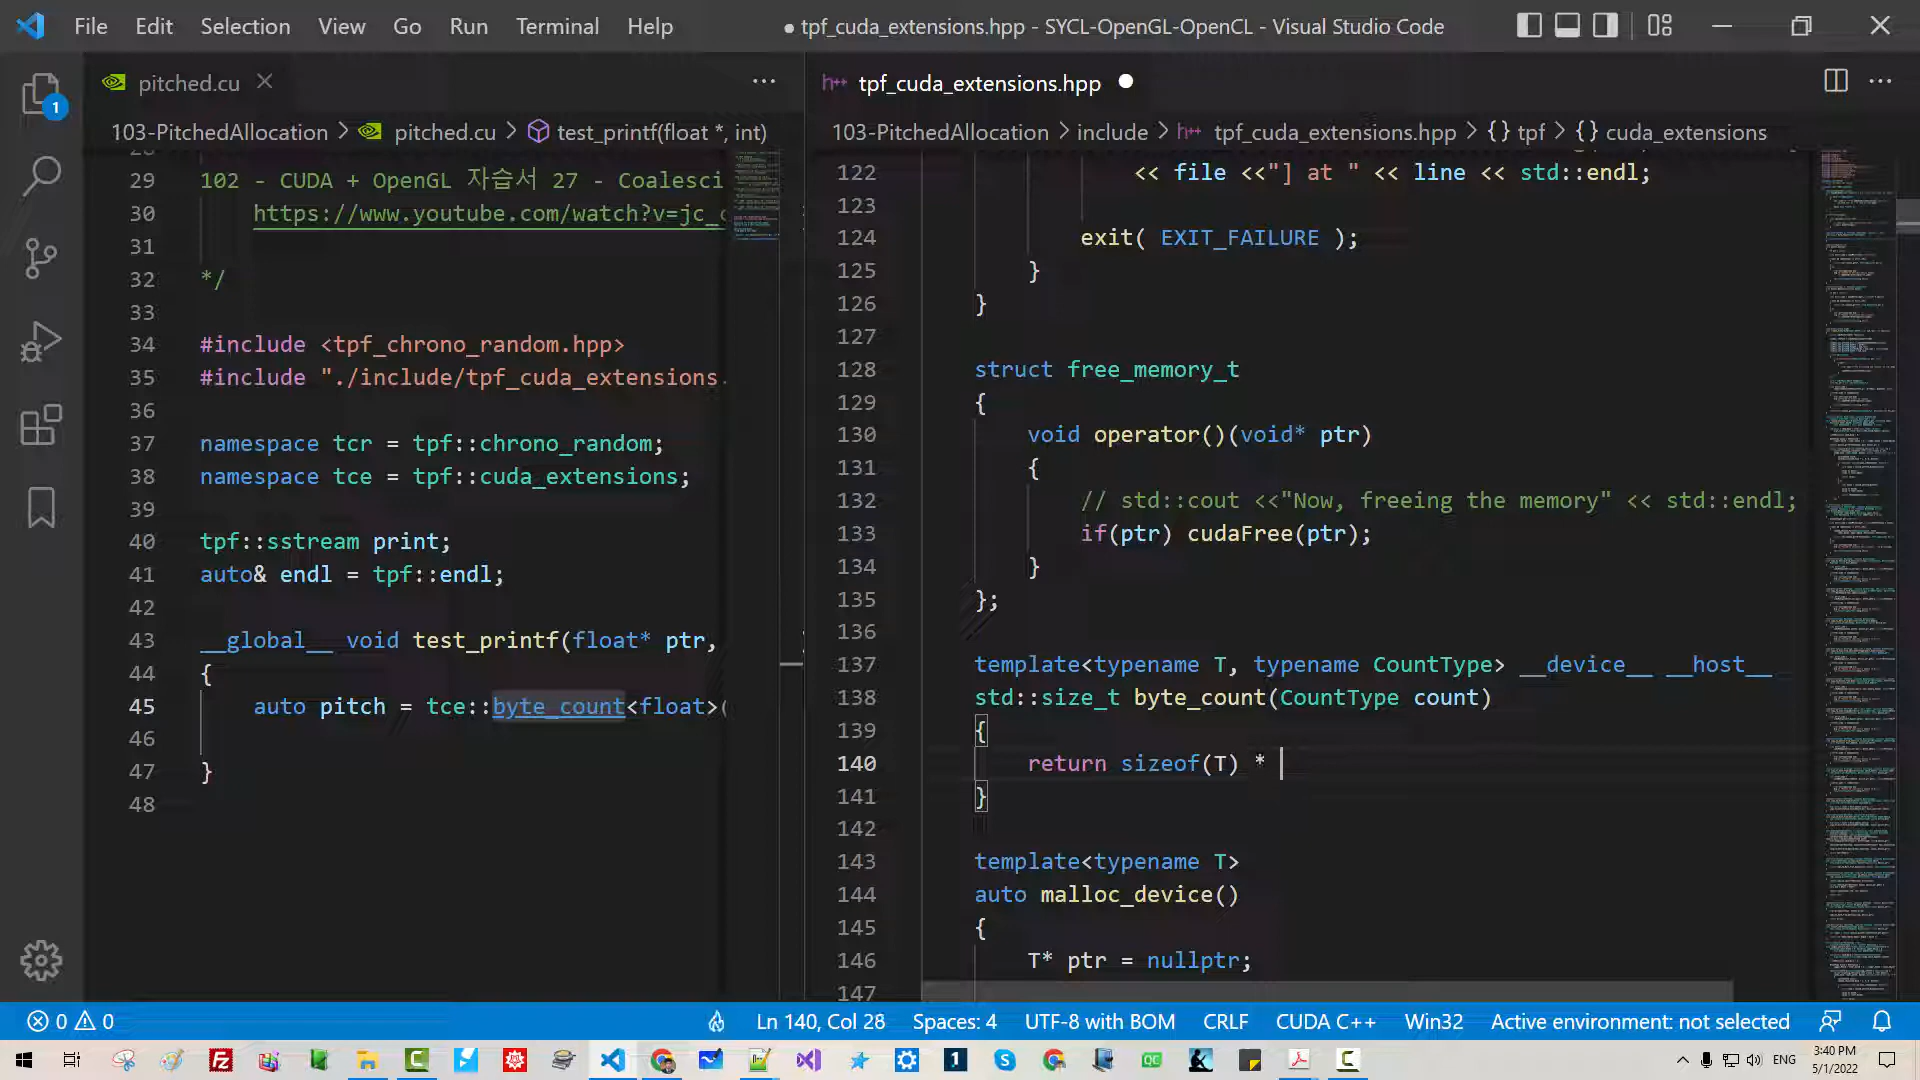 File Edit Selection View Go Run Terminal Help
● tpf_cuda_extensions.hpp - SYCL-OpenGL-OpenCL - Visual Studio Code
pitched.cu
103-PitchedAllocation > pitched.cu > test_printf(float *, int)
29 102 - CUDA + OpenGL 자습서 27 - Coalesci
30 https://www.youtube.com/watch?v=jc_
31
32 */
33
34 #include <tpf_chrono_random.hpp>
35 #include "./include/tpf_cuda_extensions.
36
37 namespace tcr = tpf::chrono_random;
38 namespace tce = tpf::cuda_extensions;
39
40 tpf::sstream print;
41 auto& endl = tpf::endl;
42
43 __global__ void test_printf(float* ptr,
44 {
45 auto pitch = tce::byte_count<float>(
46
47 }
48
tpf_cuda_extensions.hpp ●
103-PitchedAllocation > include > tpf_cuda_extensions.hpp > {} tpf > {} cuda_extensions
122 << file <<"] at " << line << std::endl;
123
124 exit( EXIT_FAILURE );
125 }
126 }
127
128 struct free_memory_t
129 {
130 void operator()(void* ptr)
131 {
132 // std::cout <<"Now, freeing the memory" << std::endl;
133 if(ptr) cudaFree(ptr);
134 }
135 };
136
137 template<typename T, typename CountType> __device__ __host__
138 std::size_t byte_count(CountType count)
139 {
140 return sizeof(T) *
141 }
142
143 template<typename T>
144 auto malloc_device()
145 {
146 T* ptr = nullptr;
147
1
0 0
Ln 140, Col 28 Spaces: 4 UTF-8 with BOM CRLF CUDA C++ Win32 Active environment: not selected
ENG
3:40 PM
5/1/2022